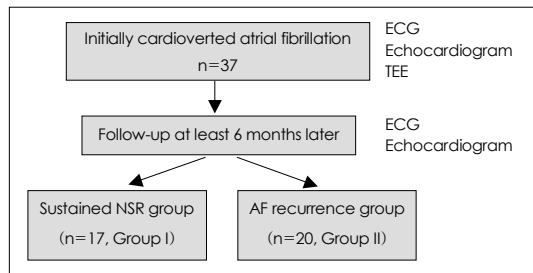 Initially cardioverted atrial fibrillation
n=37
ECG
Echocardiogram
TEE
Follow-up at least 6 months later
ECG
Echocardiogram
Sustained NSR group
(n=17, Group I)
AF recurrence group
(n=20, Group II)